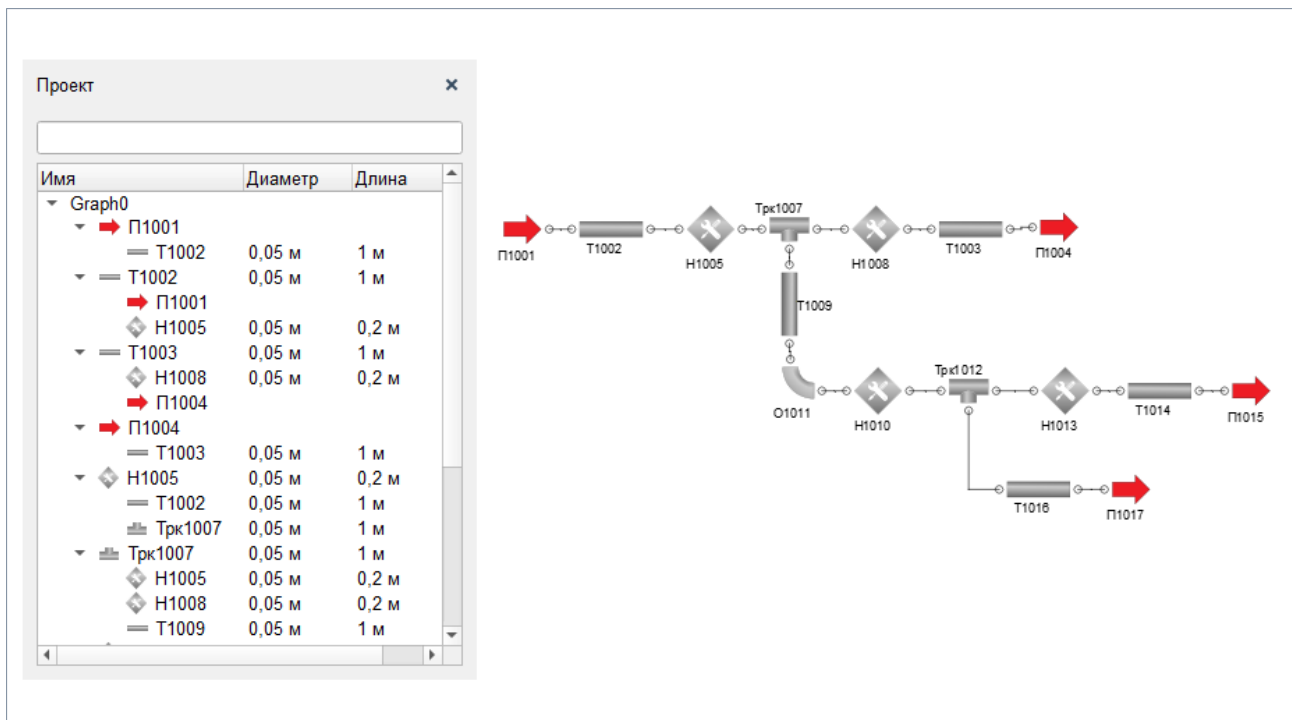 Проект
Имя Диаметр Длина
Graph0
П1001
Т1002 0,05 м 1 м
Т1002 0,05 м 1 м
П1001
Н1005 0,05 м 0,2 м
Т1003 0,05 м 1 м
Н1008 0,05 м 0,2 м
П1004
П1004
Т1003 0,05 м 1 м
Н1005 0,05 м 0,2 м
Т1002 0,05 м 1 м
Трк1007 0,05 м 1 м
Трк1007 0,05 м 1 м
Н1005 0,05 м 0,2 м
Н1008 0,05 м 0,2 м
Т1009 0,05 м 1 м
Трк1007
П1001
Т1002
Н1005
Н1008
Т1003
П1004
Т1009
Трк1012
О1011
Н1010
Н1013
Т1014
П1015
Т1016
П1017